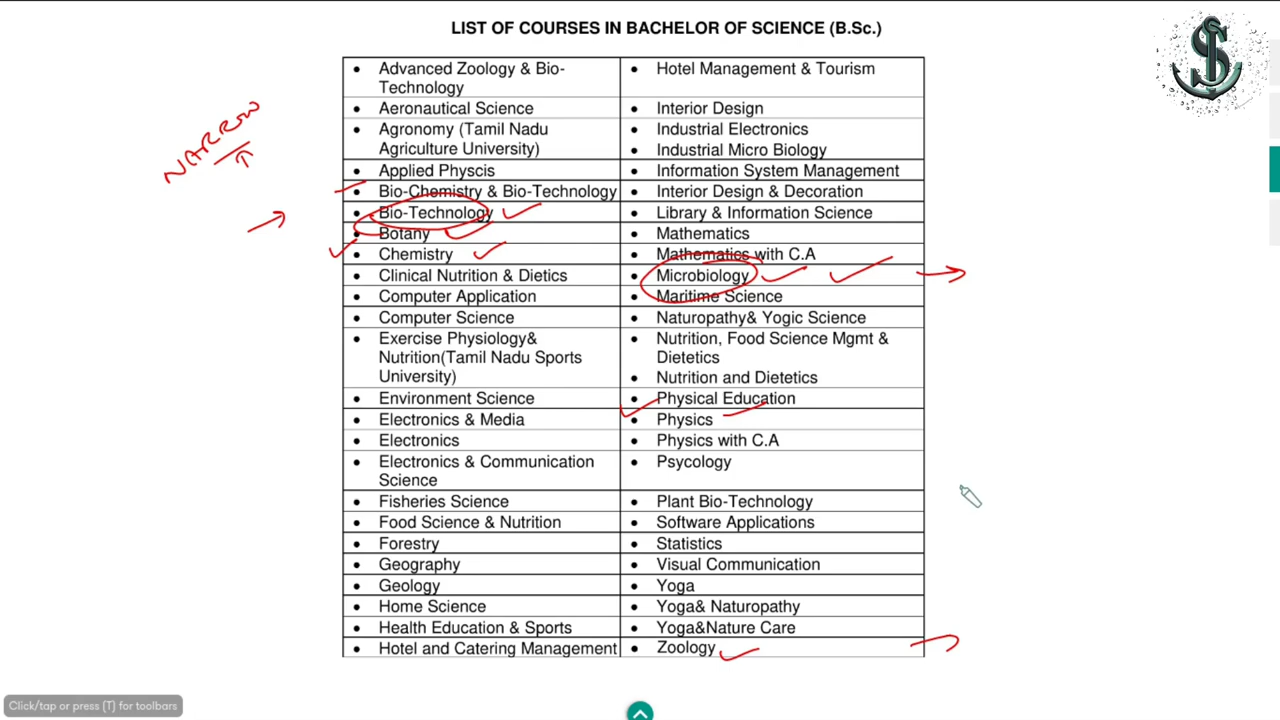 LIST OF COURSES IN BACHELOR OF SCIENCE (B.Sc.)
NARROW
Advanced Zoology & Bio-
Technology
Aeronautical Science
Agronomy (Tamil Nadu
Agriculture University)
Applied Physcis
Bio-Chemistry & Bio-Technology
Bio-Technology
Botany
Chemistry
Clinical Nutrition & Dietics
Computer Application
Computer Science
Exercise Physiology&
Nutrition(Tamil Nadu Sports
University)
Environment Science
Electronics & Media
Electronics
Electronics & Communication
Science
Fisheries Science
Food Science & Nutrition
Forestry
Geography
Geology
Home Science
Health Education & Sports
Hotel and Catering Management
Hotel Management & Tourism
Interior Design
Industrial Electronics
Industrial Micro Biology
Information System Management
Interior Design & Decoration
Library & Information Science
Mathematics
Mathematics with C.A
Microbiology
Maritime Science
Naturopathy& Yogic Science
Nutrition, Food Science Mgmt &
Dietetics
Nutrition and Dietetics
Physical Education
Physics
Physics with C.A
Psycology
Plant Bio-Technology
Software Applications
Statistics
Visual Communication
Yoga
Yoga& Naturopathy
Yoga&Nature Care
Zoology
Click/tap or press (T) for toolbars